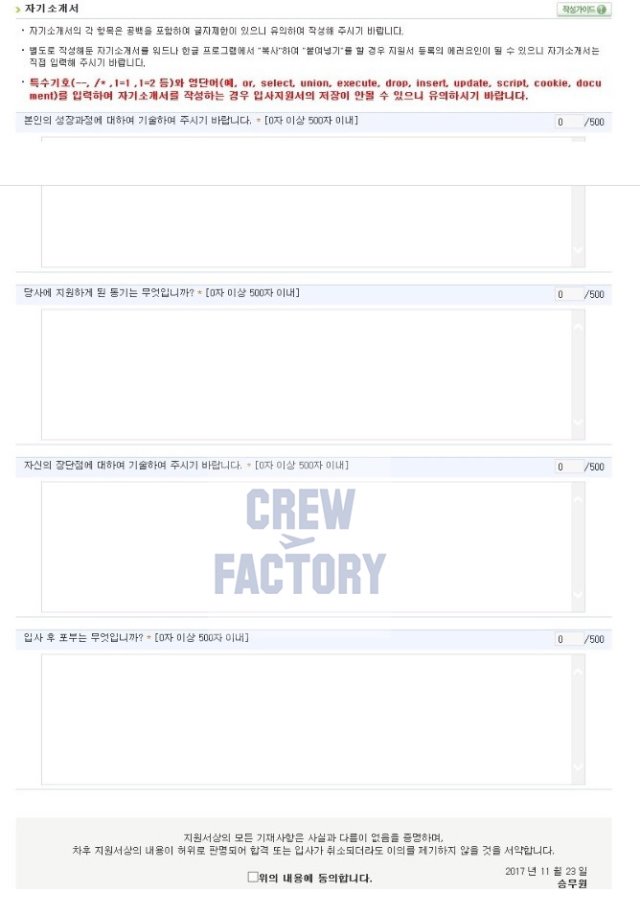 자기소개서
작성가이드
· 자기소개서의 각 항목은 공백을 포함하여 글자제한이 있으니 유의하여 작성해 주시기 바랍니다.
· 별도로 작성해둔 자기소개서를 워드나 한글 프로그램에서 "복사"하여 "붙여넣기"를 할 경우 지원서 등록의 에러요인이 될 수 있으니 자기소개서는
직접 입력해 주시기 바랍니다.
· 특수기호(--, /* ,1=1 ,1=2 등)와 영단어(예, or, select, union, execute, drop, insert, update, script, cookie, docu
ment)를 입력하여 자기소개서를 작성하는 경우 입사지원서의 저장이 안될 수 있으니 유의하시기 바랍니다.
본인의 성장과정에 대하여 기술하여 주시기 바랍니다. * [0자 이상 500자 이내] 0 /500
당사에 지원하게 된 동기는 무엇입니까? * [0자 이상 500자 이내] 0 /500
자신의 장단점에 대하여 기술하여 주시기 바랍니다. * [0자 이상 500자 이내] 0 /500
CREW
FACTORY
입사 후 포부는 무엇입니까? * [0자 이상 500자 이내] 0 /500
지원서상의 모든 기재사항은 사실과 다름이 없음을 증명하며,
차후 지원서상의 내용이 허위로 판명되어 합격 또는 입사가 취소되더라도 이의를 제기하지 않을 것을 서약합니다.
위의 내용에 동의합니다.
2017 년 11 월 23 일
승무원